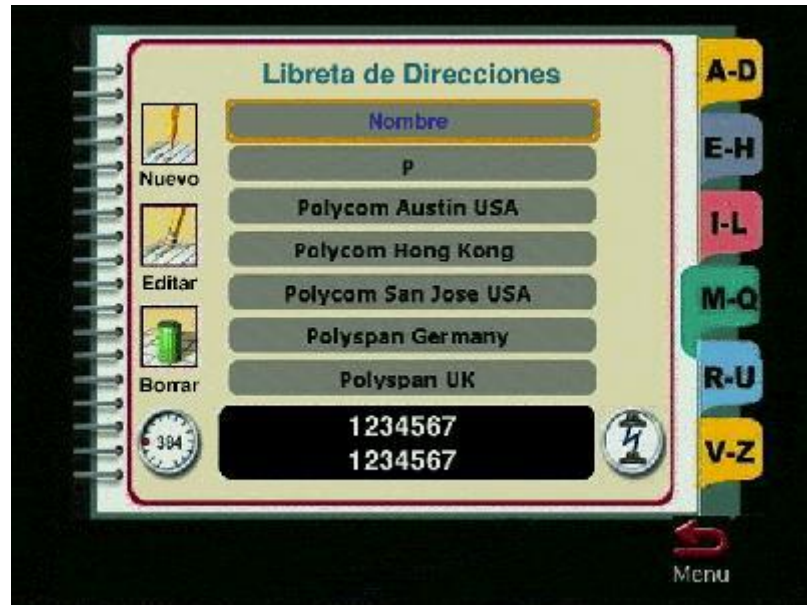 Libreta de Direcciones
Nombre
P
Polycom Austin USA
Polycom Hong Kong
Polycom San Jose USA
Polyspan Germany
Polyspan UK
1234567
1234567
Nuevo
Editar
Borrar
384
A-D
E-H
I-L
M-Q
R-U
V-Z
Menu